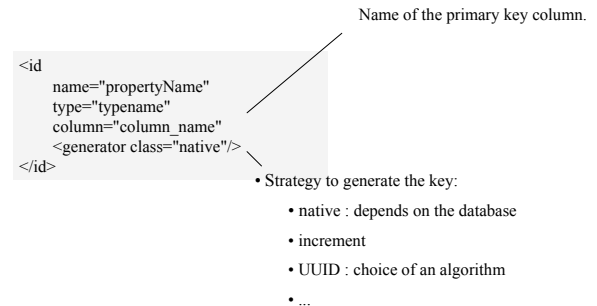 Name of the primary key column.
<id
name="propertyName"
type="typename"
column="column_name"
<generator class="native"/>
</id>
• Strategy to generate the key:
• native : depends on the database
• increment
• UUID : choice of an algorithm
• ...